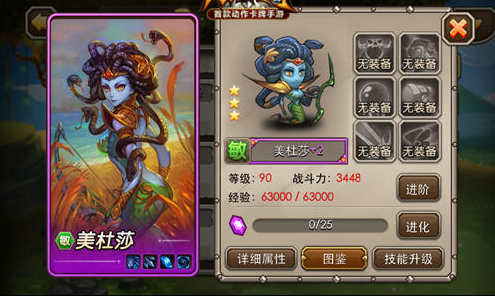 首款动作卡牌手游
无装备 无装备
无装备 无装备
无装备 无装备
敏 美杜莎+2
等级: 90 战斗力: 3448
经验: 63000 / 63000
进阶
0/25
进化
详细属性 图鉴 技能升级
敏 美杜莎